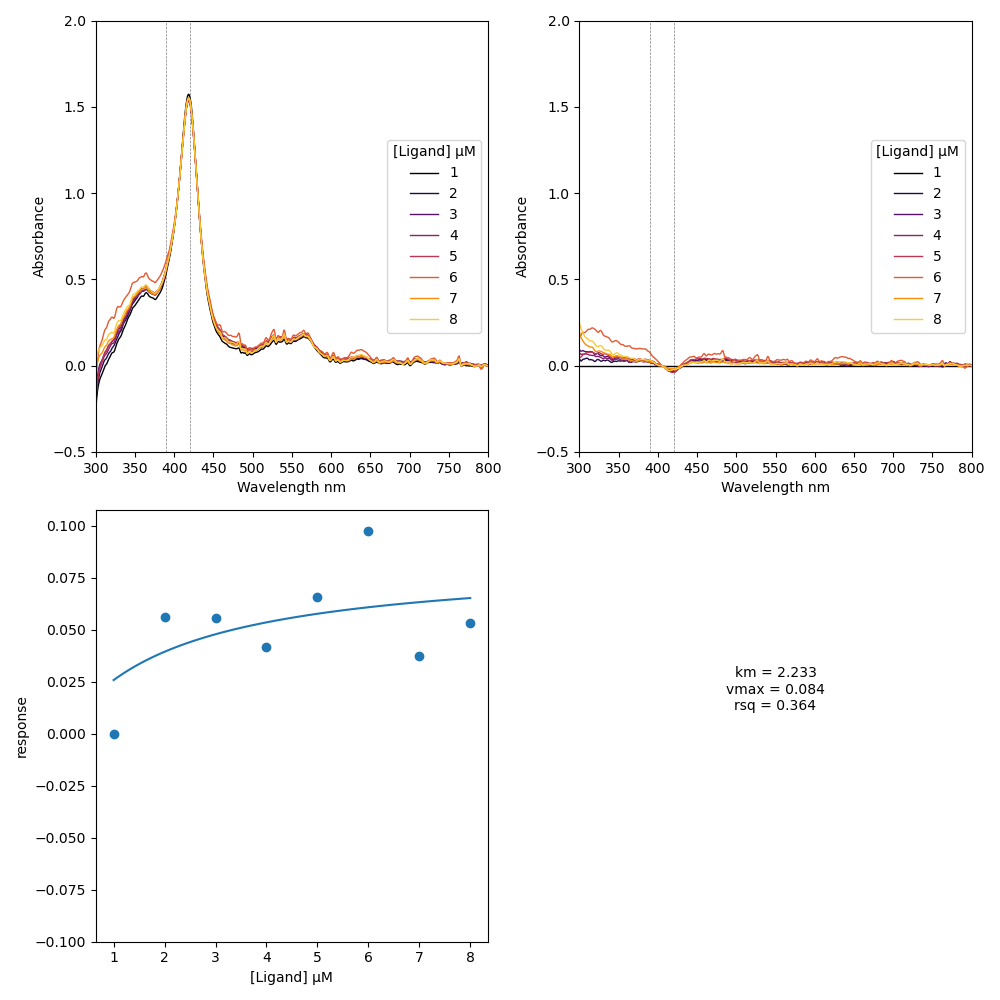 2.0
1.5
1.0
0.5
0.0
−0.5
Absorbance
300 350 400 450 500 550 600 650 700 750 800
Wavelength nm
[Ligand] µM
1
2
3
4
5
6
7
8
2.0
1.5
1.0
0.5
0.0
−0.5
Absorbance
300 350 400 450 500 550 600 650 700 750 800
Wavelength nm
[Ligand] µM
1
2
3
4
5
6
7
8
0.100
0.075
0.050
0.025
0.000
−0.025
−0.050
−0.075
−0.100
response
1 2 3 4 5 6 7 8
[Ligand] µM
km = 2.233
vmax = 0.084
rsq = 0.364